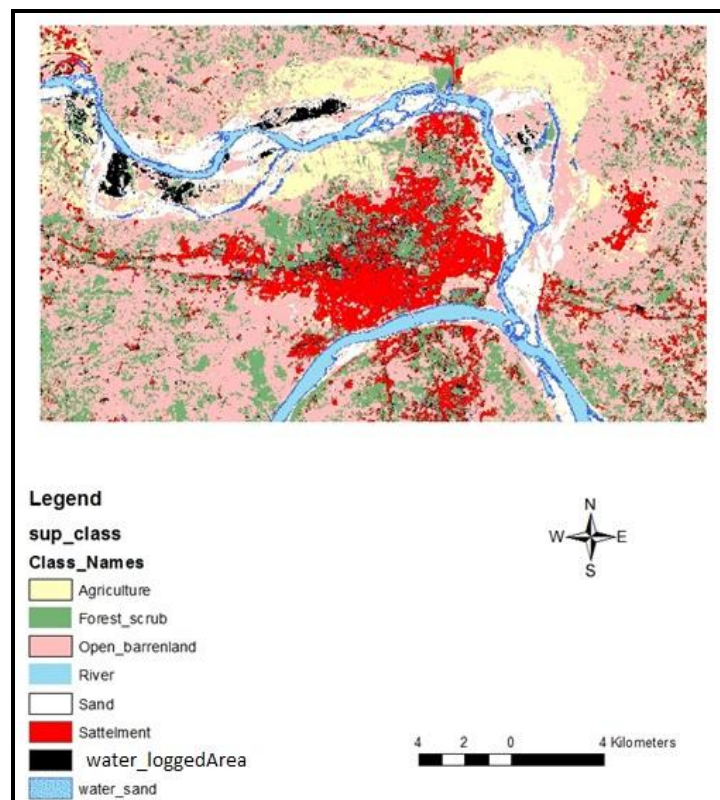 Legend
sup_class
Class_Names
Agriculture
Forest_scrub
Open_barrenland
River
Sand
Sattelment
water_loggedArea
water_sand
N
W E
S
4 2 0 4 Kilometers